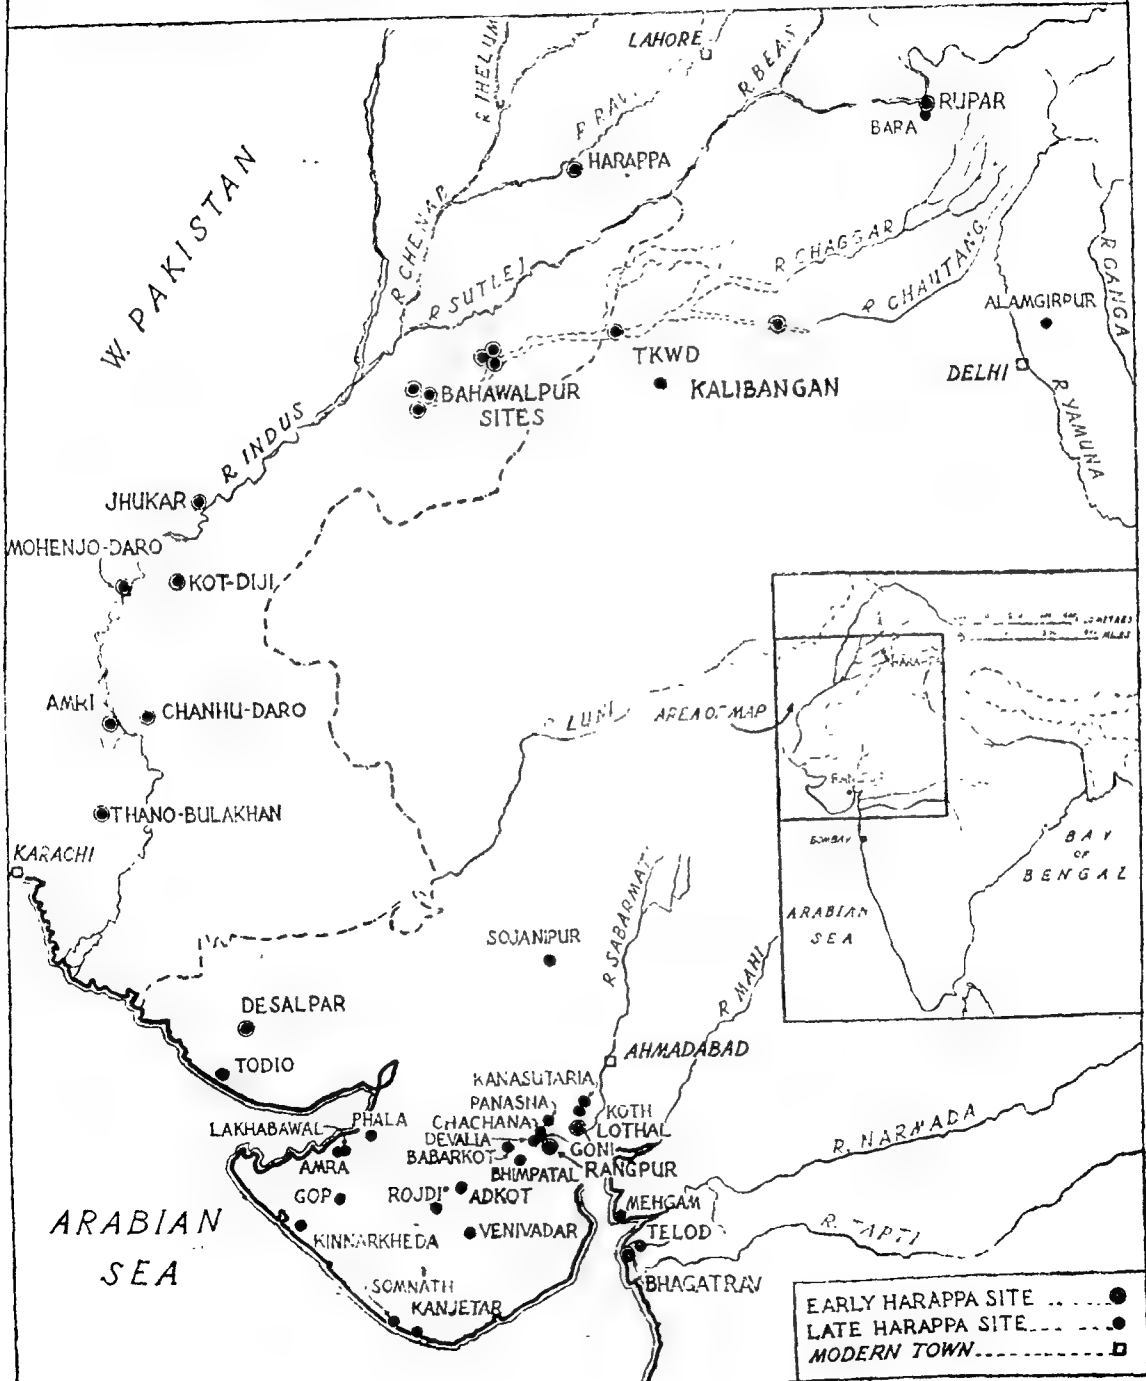 LAHORE
R JHELUM
R BEAS
RUPAR
BARA
HARAPPA
W. PAKISTAN
R CHENAB
R SUTLEJ
R CHAGGAR
R CHAUTANG
R GANGA
ALAMGIRPUR
TKWD
DELHI
KALIBANGAN
BAHAWALPUR
SITES
R YAMUNA
R INDUS
JHUKAR
MOHENJO-DARO
KOT-DIJI
AMRI
CHANHU-DARO
R LUNI
AREA OF MAP
THANO-BULAKHAN
KARACHI
RANGPUR
BOMBAY
BAY
OF
BENGAL
ARABIAN
SEA
SOJANIPUR
R SABARMATI
R MAHI
DESALPAR
TODIO
AHMADABAD
KANASUTARIA
PANASNA
KOTH
CHACHANA
LOTHAL
DEVALIA
GONI
BABARKOT
BHIMPATAL
RANGPUR
LAKHABAWAL
PHALA
AMRA
GOP
ROJDI
ADKOT
KINNARKHEDA
VENIVADAR
SOMNATH
KANJETAR
R. NARMADA
MEHGAM
TELOD
R. TAPTI
BHAGATRAV
ARABIAN
SEA
EARLY HARAPPA SITE
LATE HARAPPA SITE
MODERN TOWN